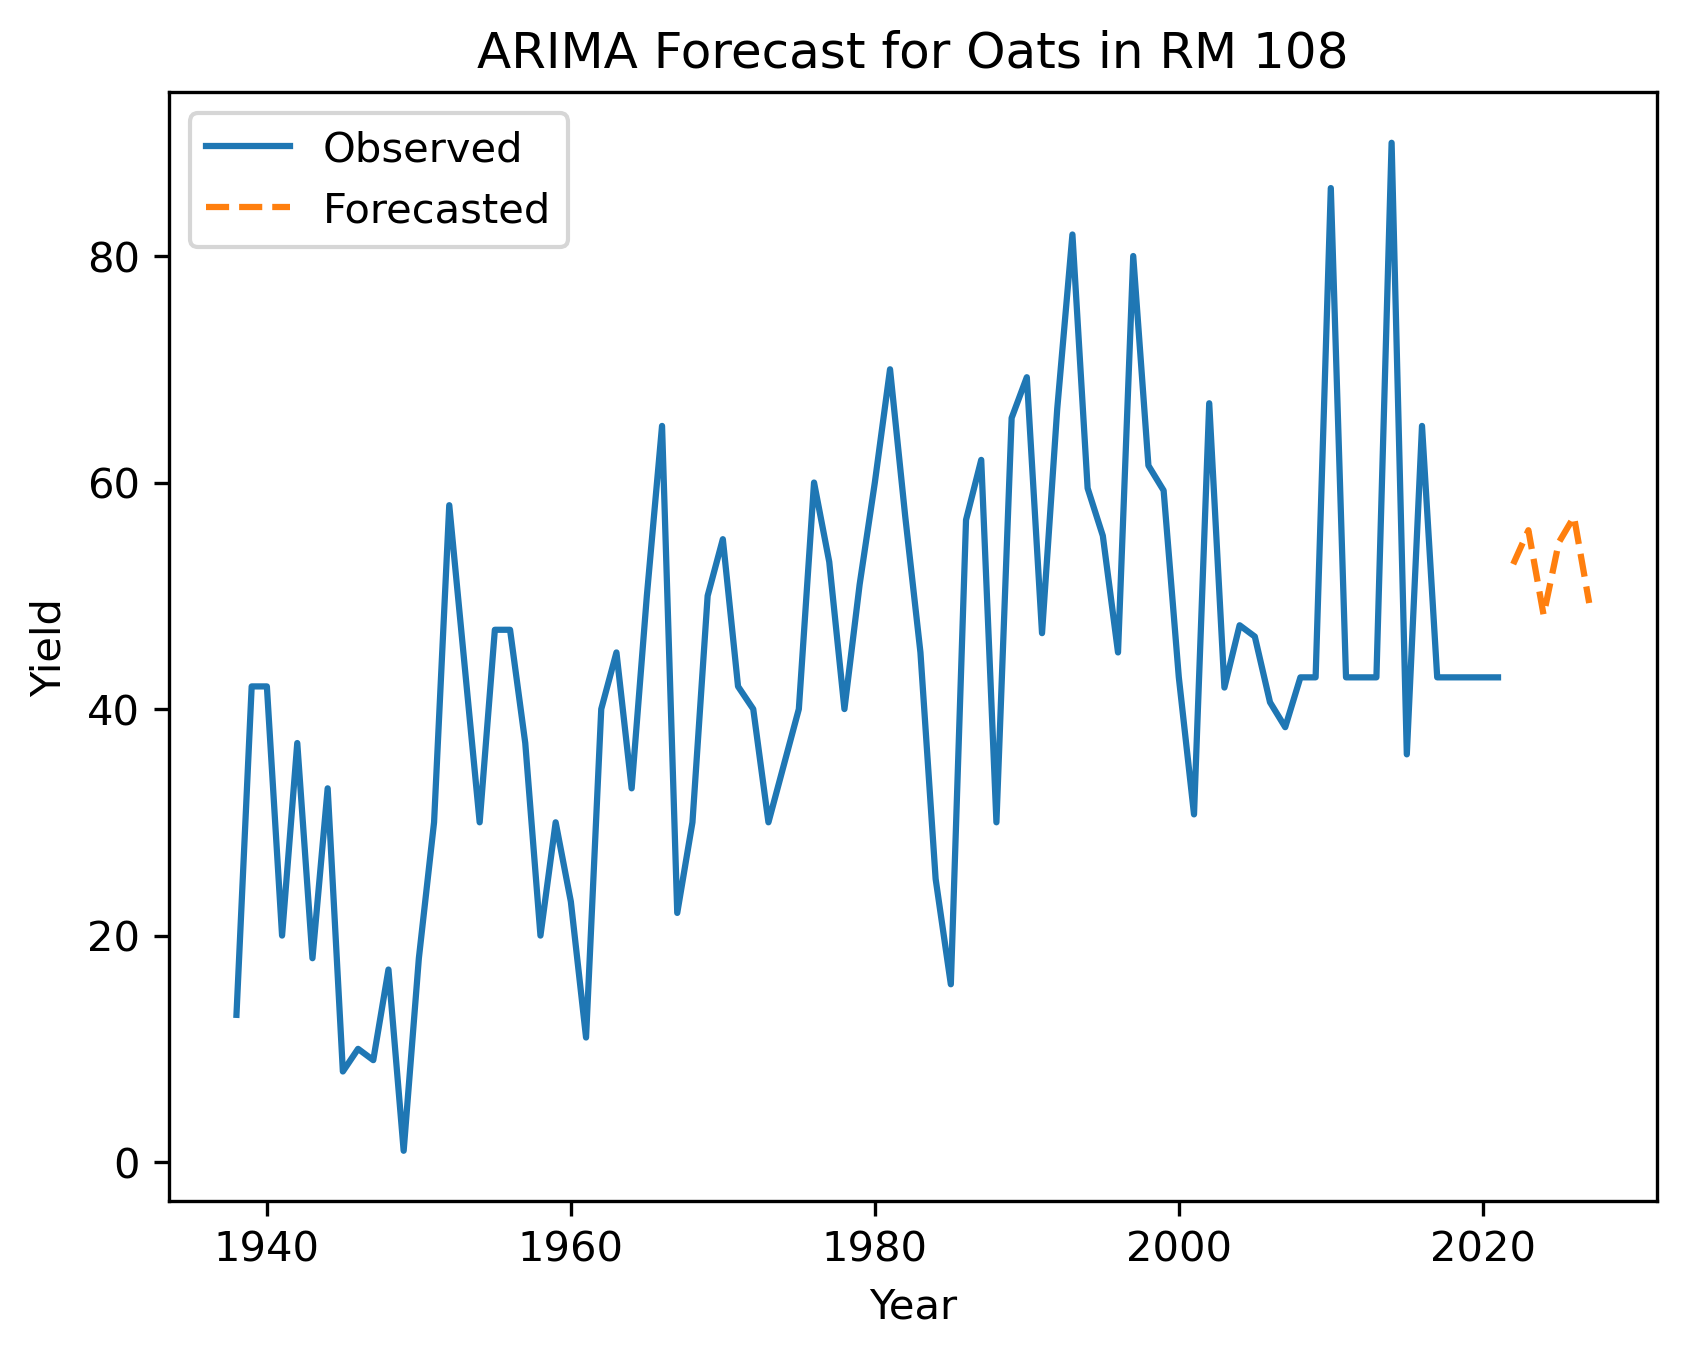 ARIMA Forecast for Oats in RM 108
Observed
Forecasted
80
60
40
20
0
Yield
1940 1960 1980 2000 2020
Year